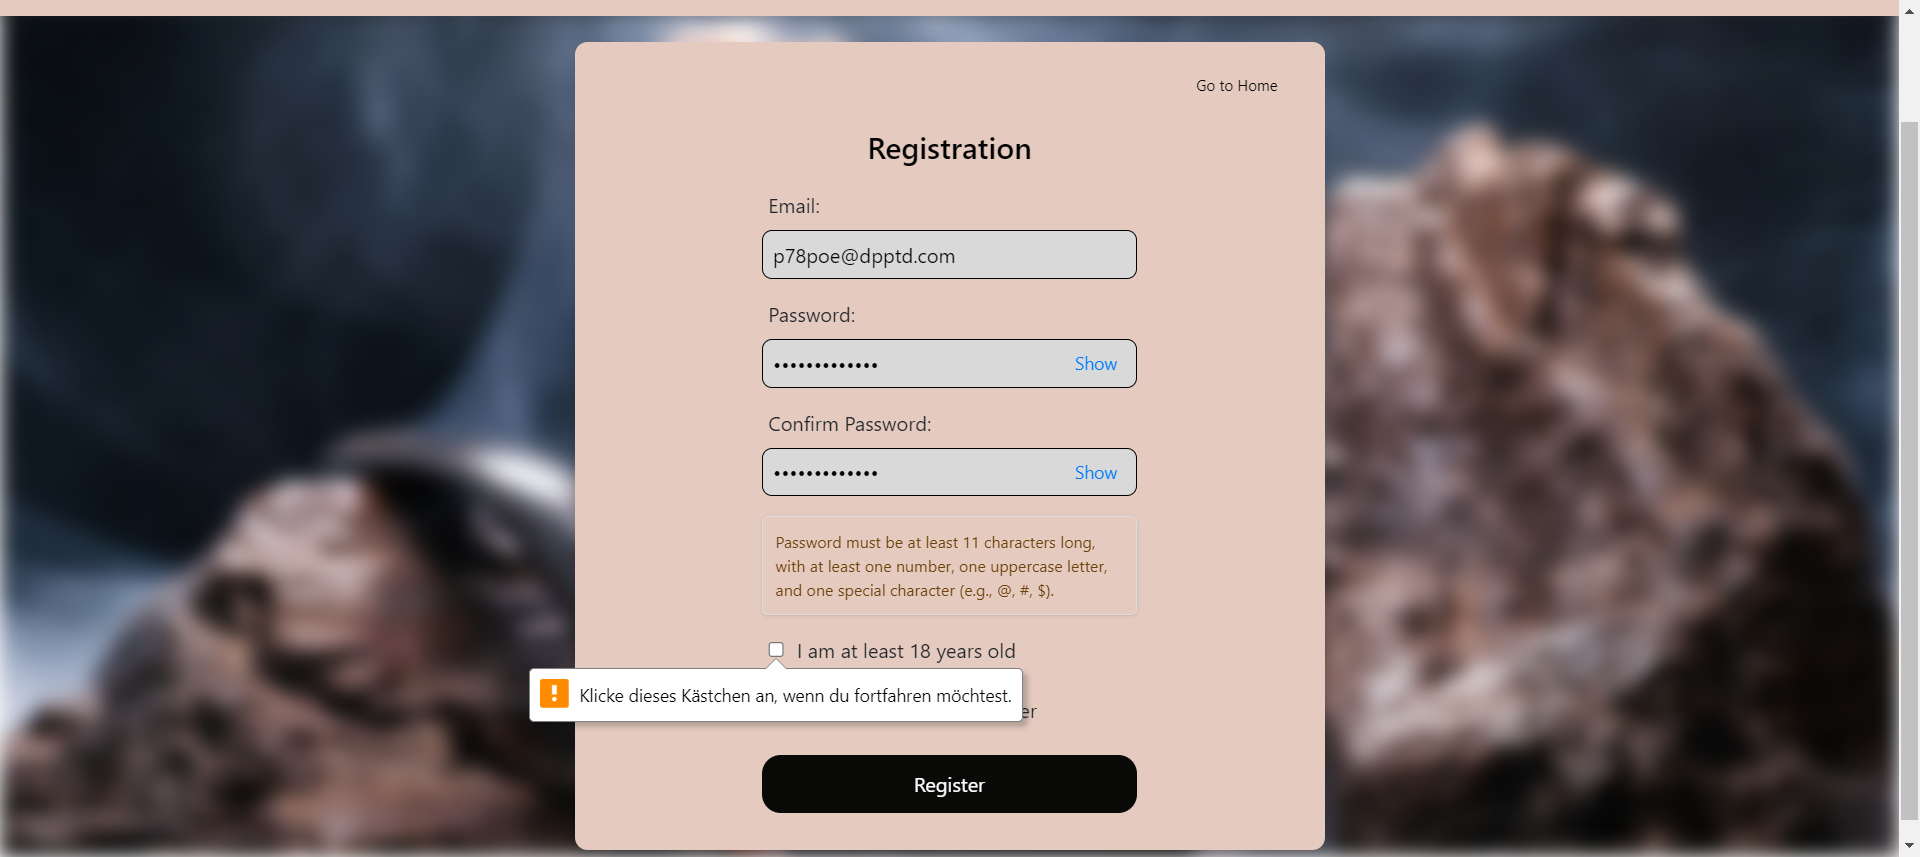 Go to Home
Registration
Email:
p78poe@dpptd.com
Password:
•••••••••••••
Show
Confirm Password:
•••••••••••••
Show
Password must be at least 11 characters long,
with at least one number, one uppercase letter,
and one special character (e.g., @, #, $).
I am at least 18 years old
Klicke dieses Kästchen an, wenn du fortfahren möchtest.
Register